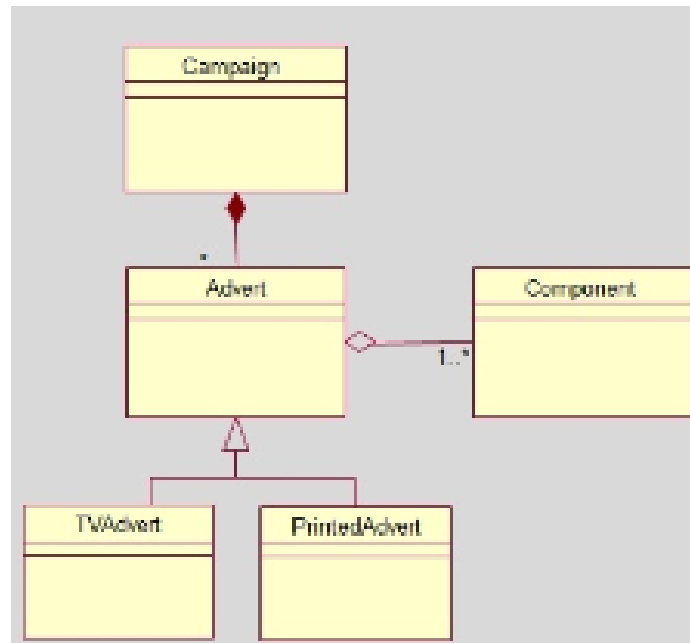 Campaign
*
Advert
Component
1..*
TVAdvert
PrintedAdvert